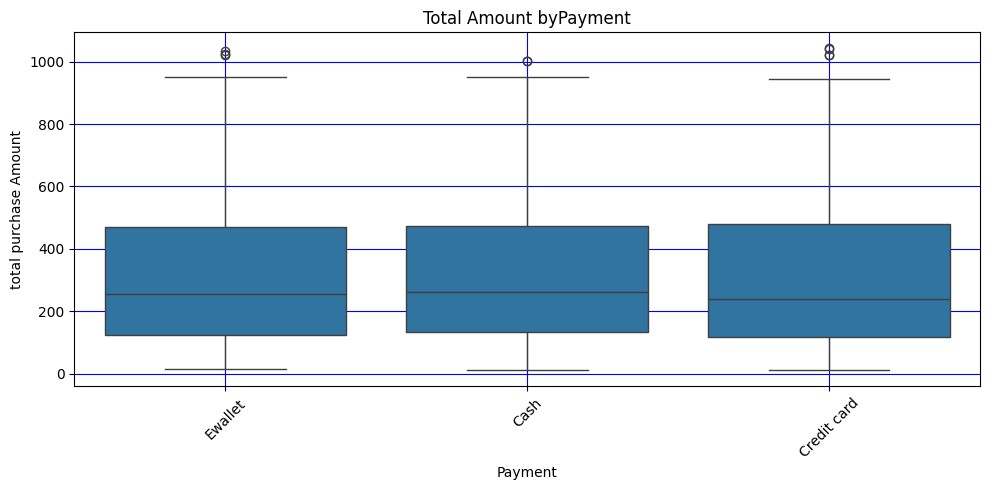 Total Amount byPayment
total purchase Amount
1000
800
600
400
200
0
Ewallet
Cash
Credit card
Payment